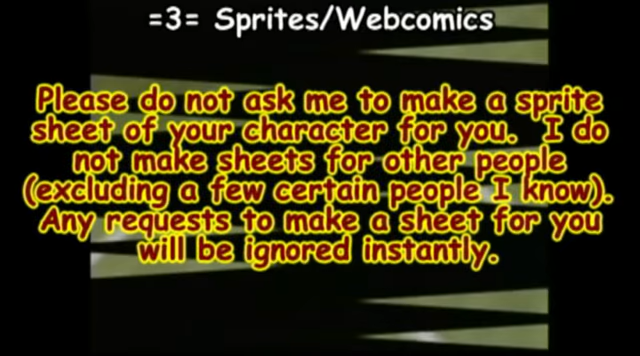 =3= Sprites/Webcomics
Please do not ask me to make a sprite
sheet of your character for you.  I do
not make sheets for other people
(excluding a few certain people I know).
Any requests to make a sheet for you
will be ignored instantly.